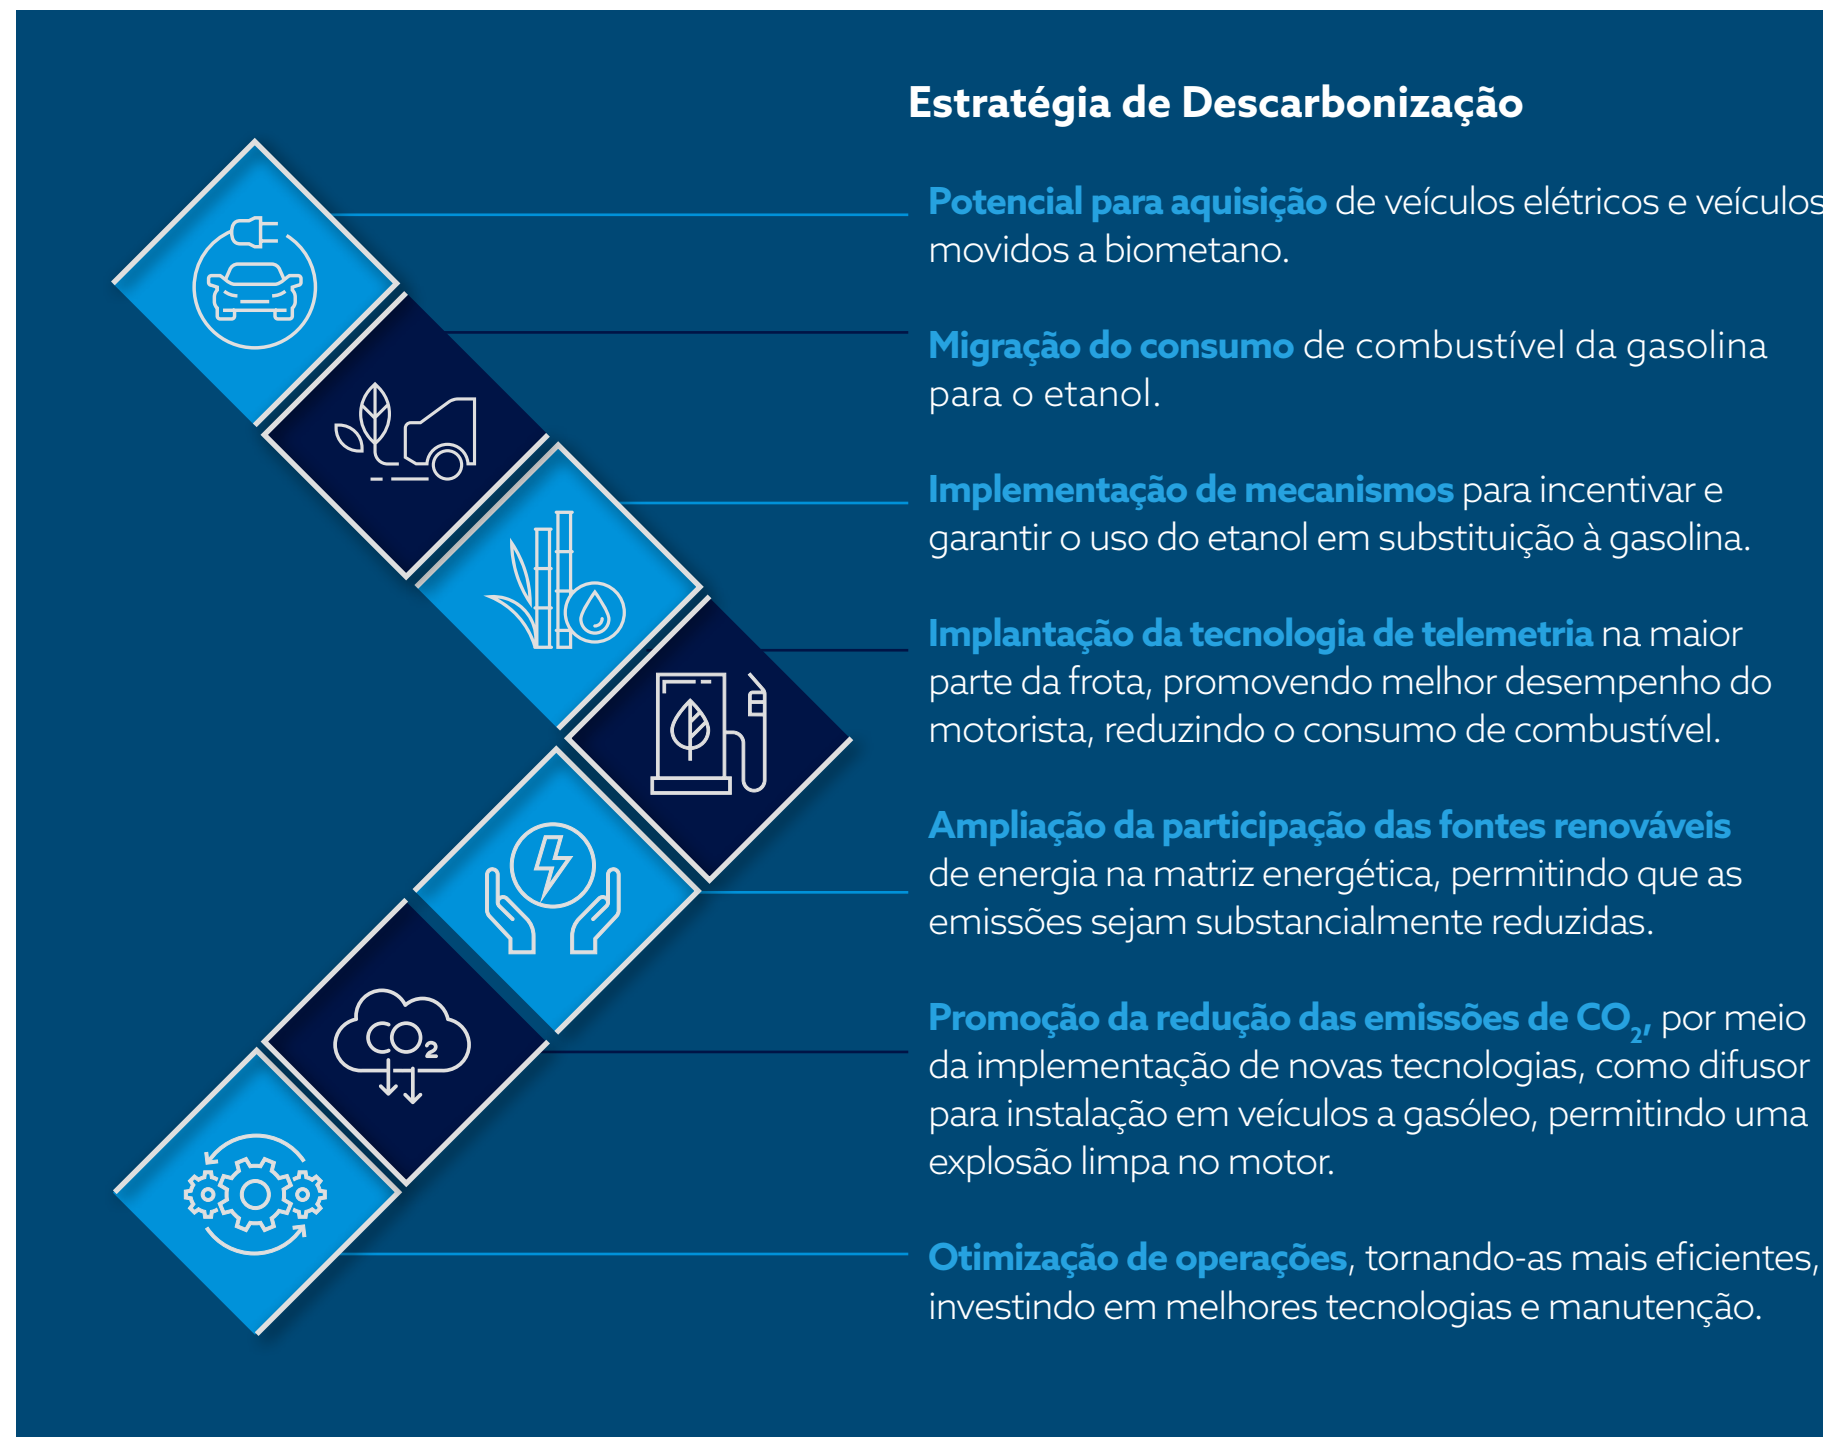 Estratégia de Descarbonização
Potencial para aquisição de veículos elétricos e veículos
movidos a biometano.
Migração do consumo de combustível da gasolina
para o etanol.
Implementação de mecanismos para incentivar e
garantir o uso do etanol em substituição à gasolina.
Implantação da tecnologia de telemetria na maior
parte da frota, promovendo melhor desempenho do
motorista, reduzindo o consumo de combustível.
Ampliação da participação das fontes renováveis
de energia na matriz energética, permitindo que as
emissões sejam substancialmente reduzidas.
CO2
Promoção da redução das emissões de CO₂, por meio
da implementação de novas tecnologias, como difusor
para instalação em veículos a gasóleo, permitindo uma
explosão limpa no motor.
Otimização de operações, tornando-as mais eficientes,
investindo em melhores tecnologias e manutenção.